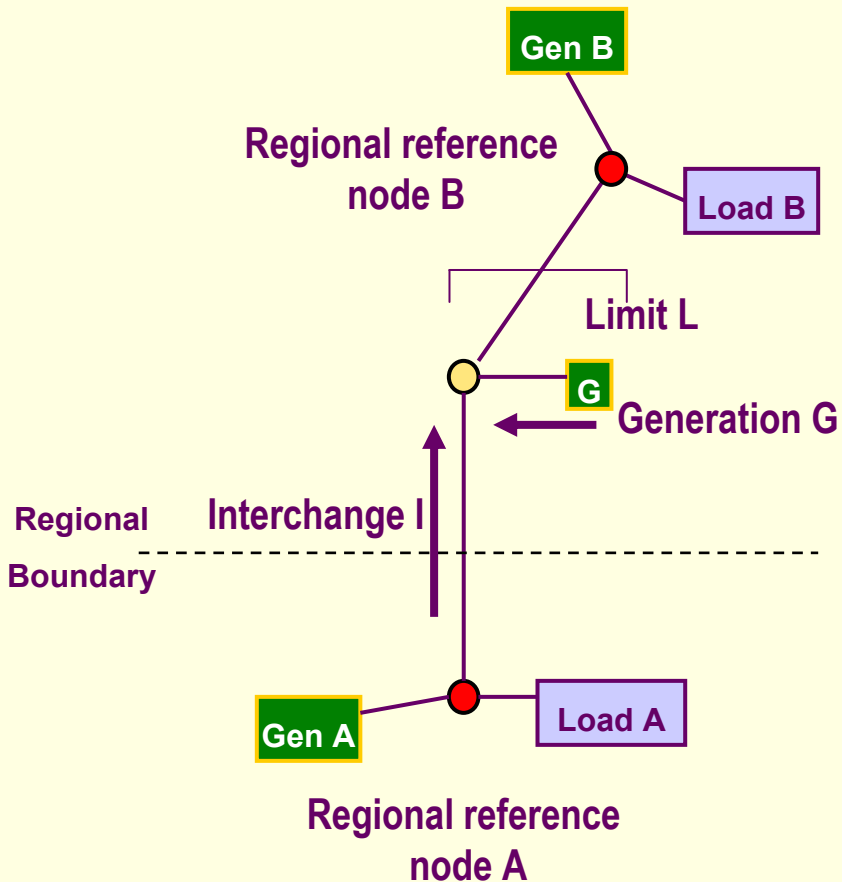 Gen B
Regional reference
node B
Load B
Limit L
G
Generation G
Interchange I
Regional
Boundary
Gen A
Load A
Regional reference
node A